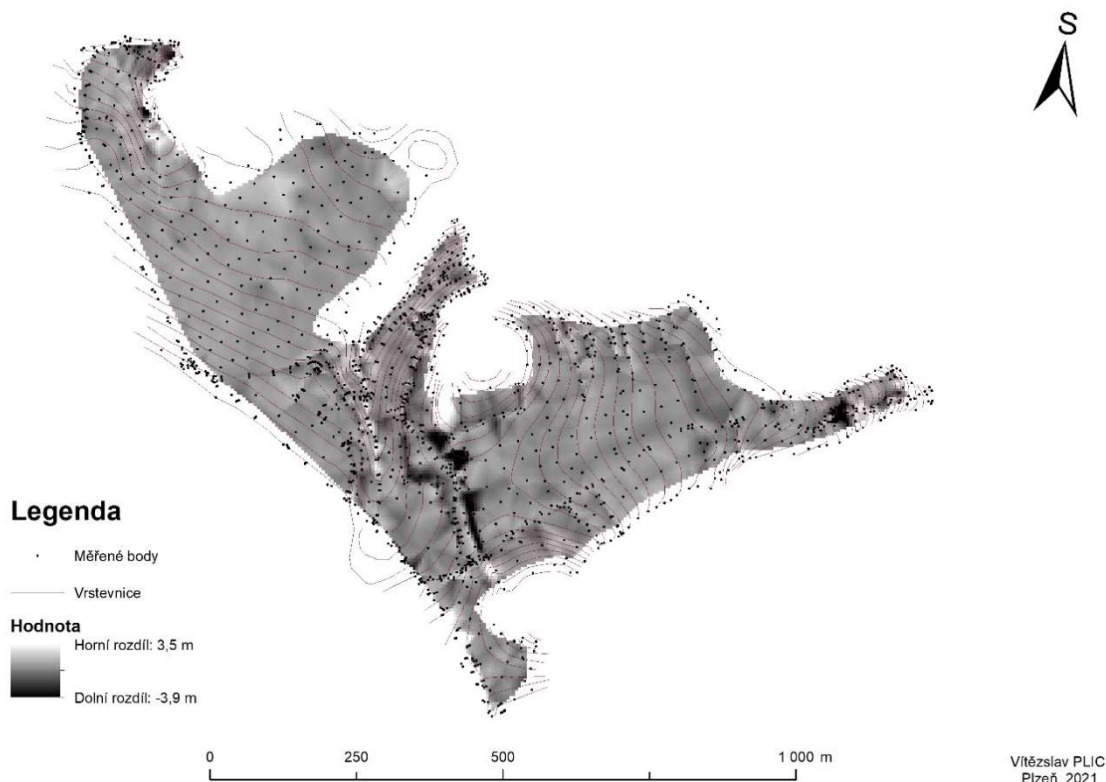 S
Legenda
Měřené body
Vrstevnice
Hodnota
Horní rozdíl: 3,5 m
Dolní rozdíl: -3,9 m
0 250 500 1 000 m
Vítězslav PLIC
Plzeň, 2021